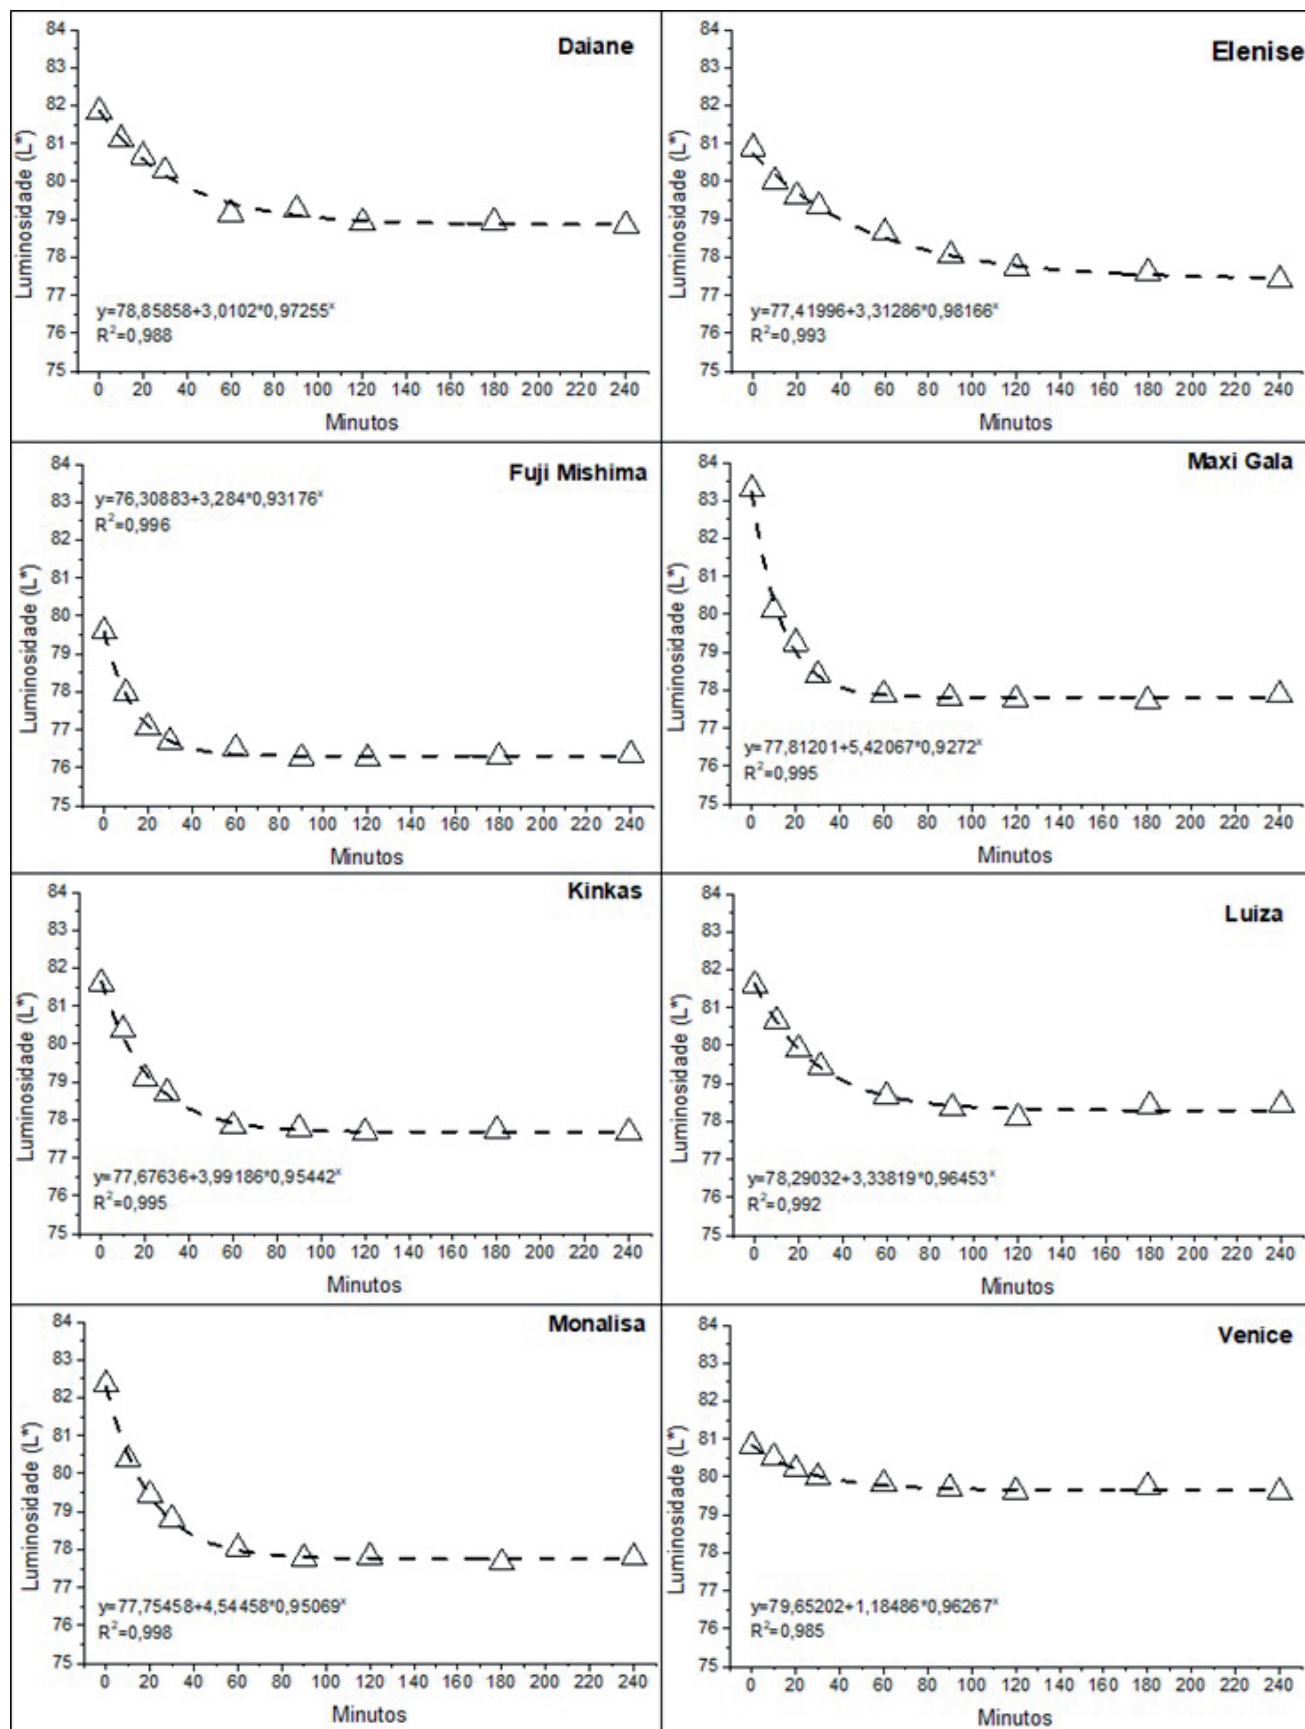 Daiane
Luminosidade (L*)
84
83
82
81
80
79
78
77
76
75
y=78,85858+3,0102*0,97255^x
R²=0,988
0 20 40 60 80 100 120 140 160 180 200 220 240
Minutos
Elenise
Luminosidade (L*)
84
83
82
81
80
79
78
77
76
75
y=77,41996+3,31286*0,98166^x
R²=0,993
0 20 40 60 80 100 120 140 160 180 200 220 240
Minutos
Fuji Mishima
Luminosidade (L*)
84
83
82
81
80
79
78
77
76
75
y=76,30883+3,284*0,93176^x
R²=0,996
0 20 40 60 80 100 120 140 160 180 200 220 240
Minutos
Maxi Gala
Luminosidade (L*)
84
83
82
81
80
79
78
77
76
75
y=77,81201+5,42067*0,9272^x
R²=0,995
0 20 40 60 80 100 120 140 160 180 200 220 240
Minutos
Kinkas
Luminosidade (L*)
84
83
82
81
80
79
78
77
76
75
y=77,67636+3,99186*0,95442^x
R²=0,995
0 20 40 60 80 100 120 140 160 180 200 220 240
Minutos
Luiza
Luminosidade (L*)
84
83
82
81
80
79
78
77
76
75
y=78,29032+3,33819*0,96453^x
R²=0,992
0 20 40 60 80 100 120 140 160 180 200 220 240
Minutos
Monalisa
Luminosidade (L*)
84
83
82
81
80
79
78
77
76
75
y=77,75458+4,54458*0,95069^x
R²=0,998
0 20 40 60 80 100 120 140 160 180 200 220 240
Minutos
Venice
Luminosidade (L*)
84
83
82
81
80
79
78
77
76
75
y=79,65202+1,18486*0,96267^x
R²=0,985
0 20 40 60 80 100 120 140 160 180 200 220 240
Minutos